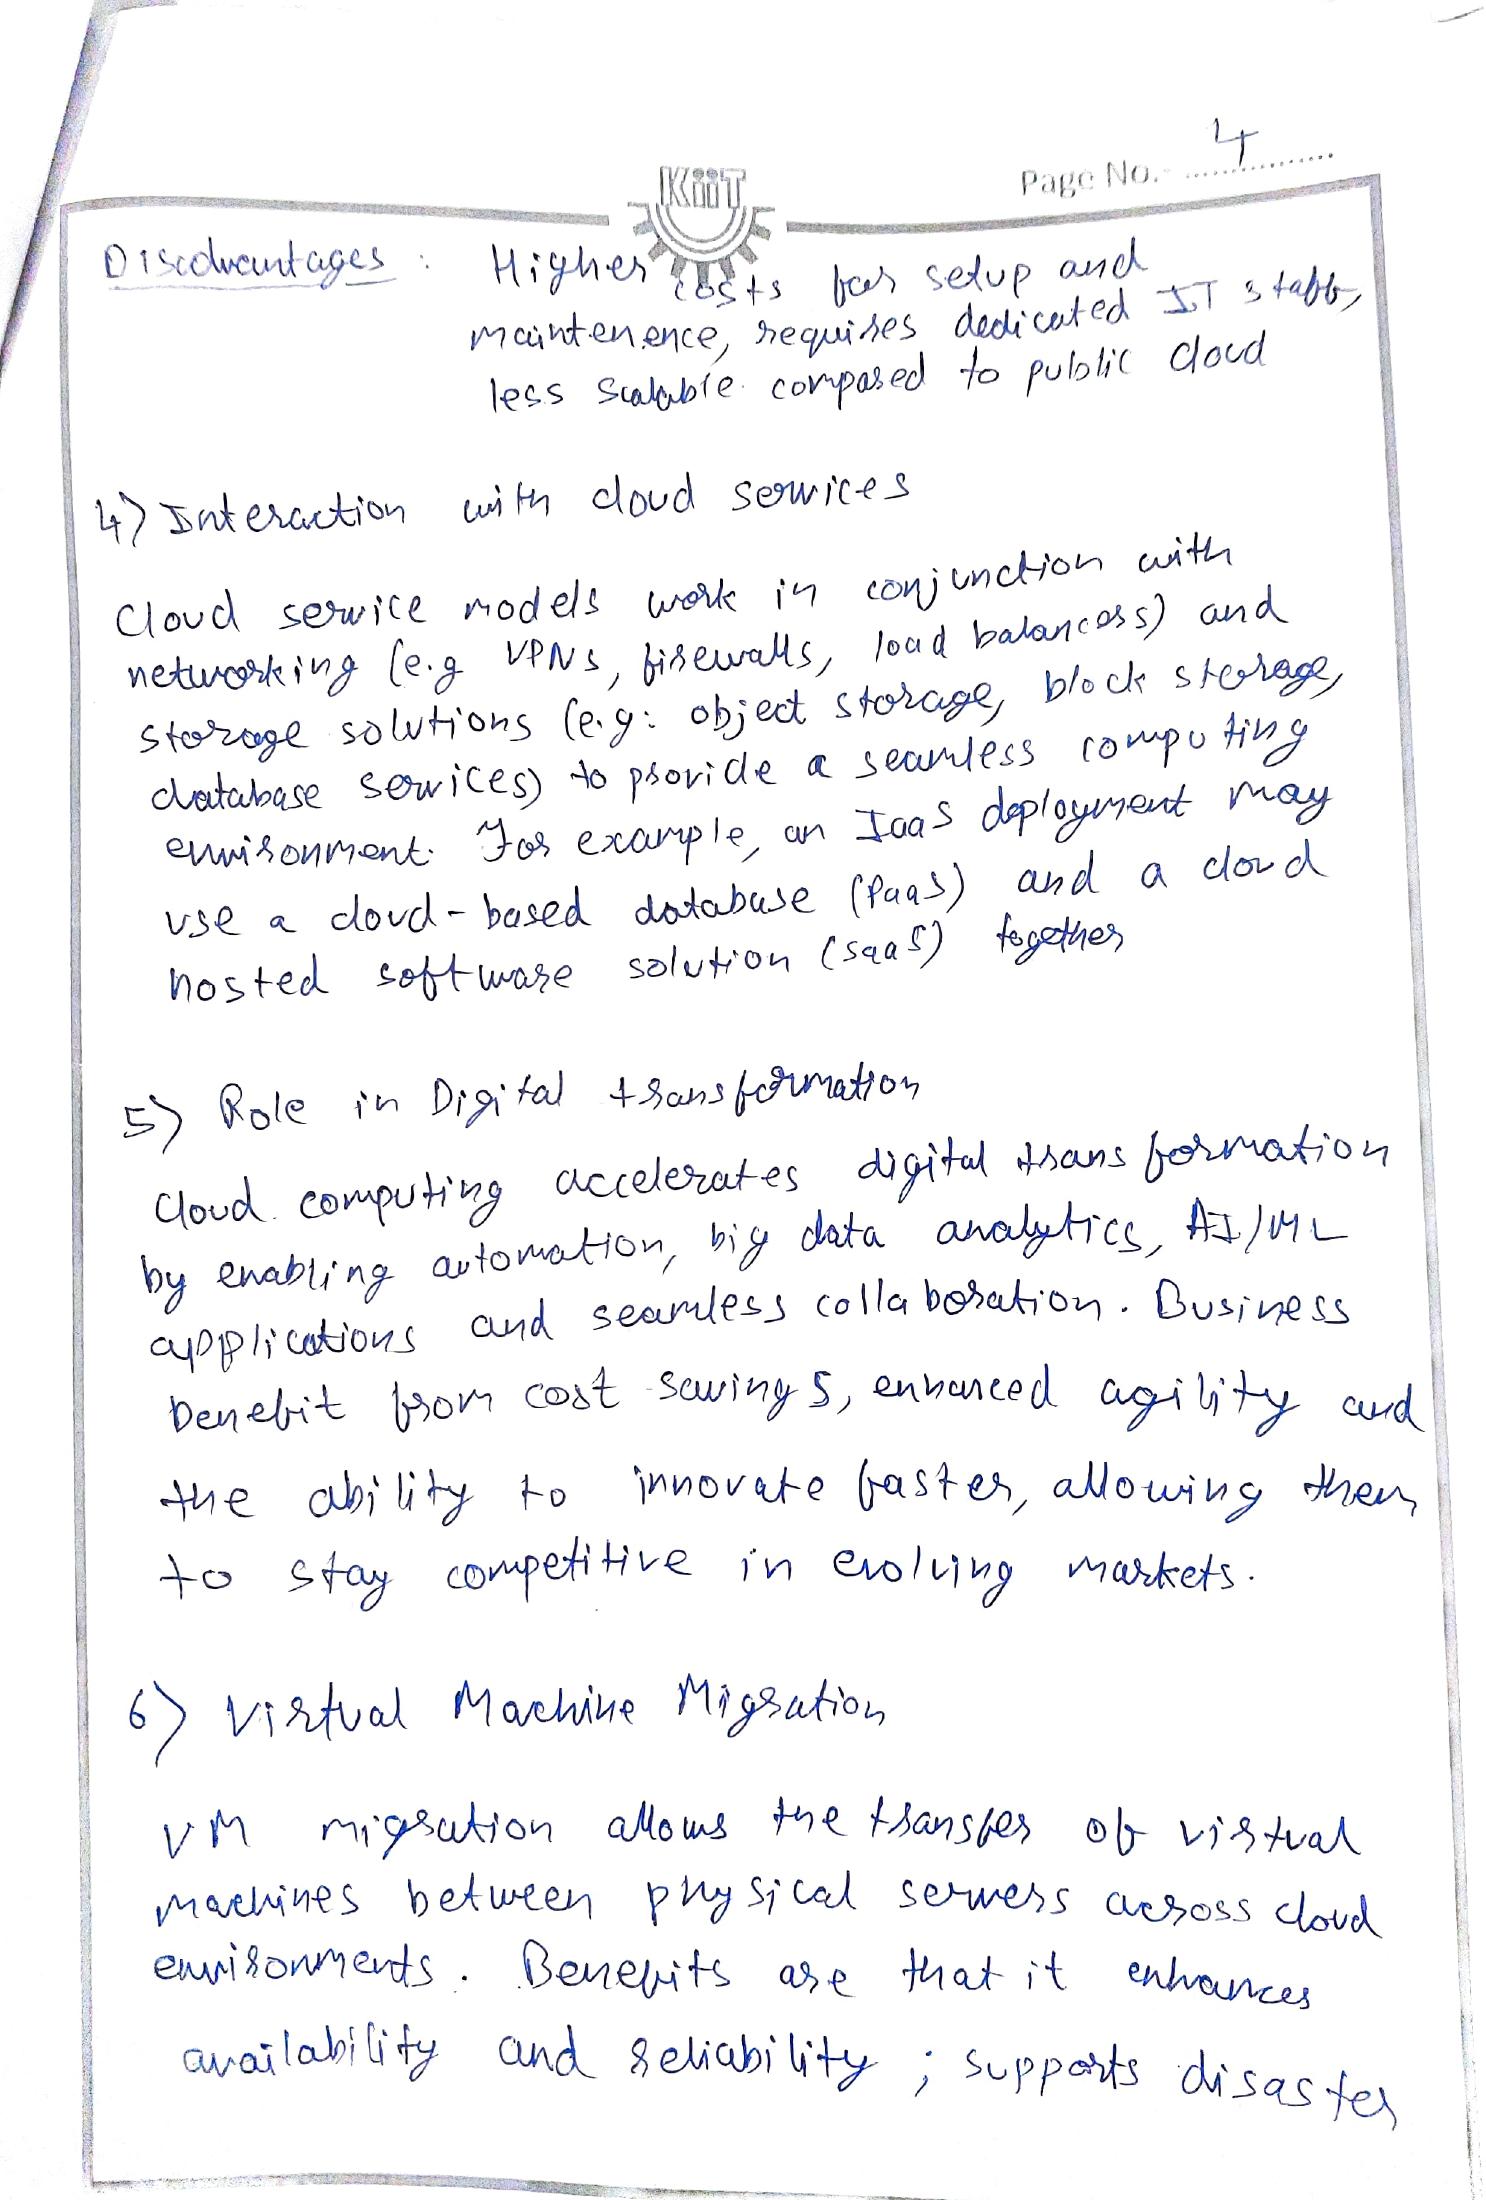 Page No. 4
KiiT
Disadvantages : Higher costs for setup and
maintenence, requires dedicated IT staff,
less scalable compared to public cloud
4) Interaction with cloud services
Cloud service models work in conjunction with
networking (e.g VPNs, firewalls, load balancers) and
storage solutions (e.g: object storage, block storage,
database services) to provide a seamless computing
environment. For example, an IaaS deployment may
use a cloud-based database (PaaS) and a cloud
hosted software solution (SaaS) together
5) Role in Digital transformation
Cloud computing accelerates digital transformation
by enabling automation, big data analytics, AI/ML
applications and seamless collaboration. Business
benefit from cost savings, enhanced agility and
the ability to innovate faster, allowing them
to stay competitive in evolving markets.
6) Virtual Machine Migration
VM migration allows the transfer of virtual
machines between physical servers across cloud
environments. Benefits are that it enhances
availability and reliability ; supports disaster